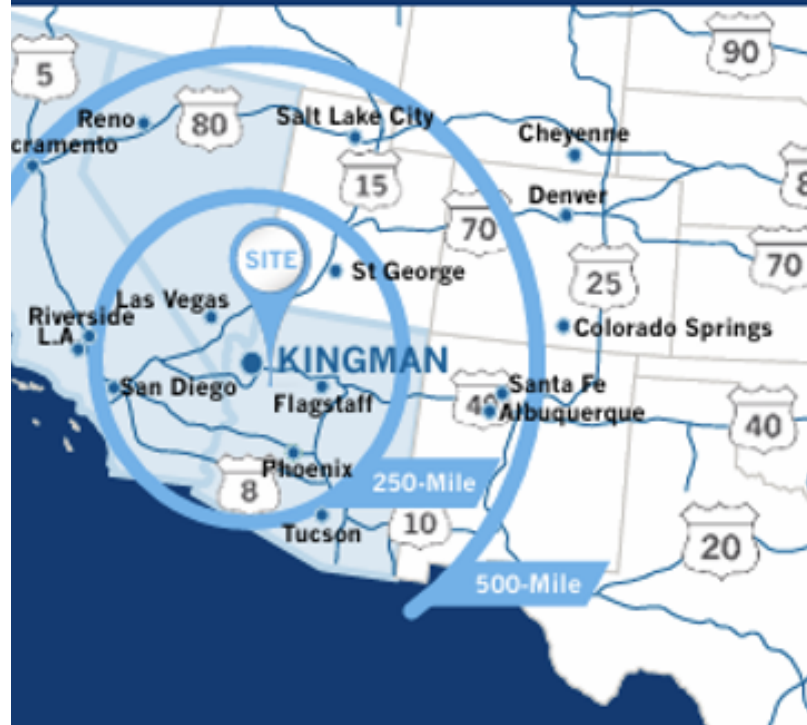 90
5
Reno
80
Salt Lake City
cramento
Cheyenne
15
8
Denver
70
SITE
St George
25
70
Las Vegas
Riverside
L.A
Colorado Springs
KINGMAN
San Diego
Santa Fe
Flagstaff
40
Albuquerque
40
Phoenix
250-Mile
8
Tucson
10
20
500-Mile